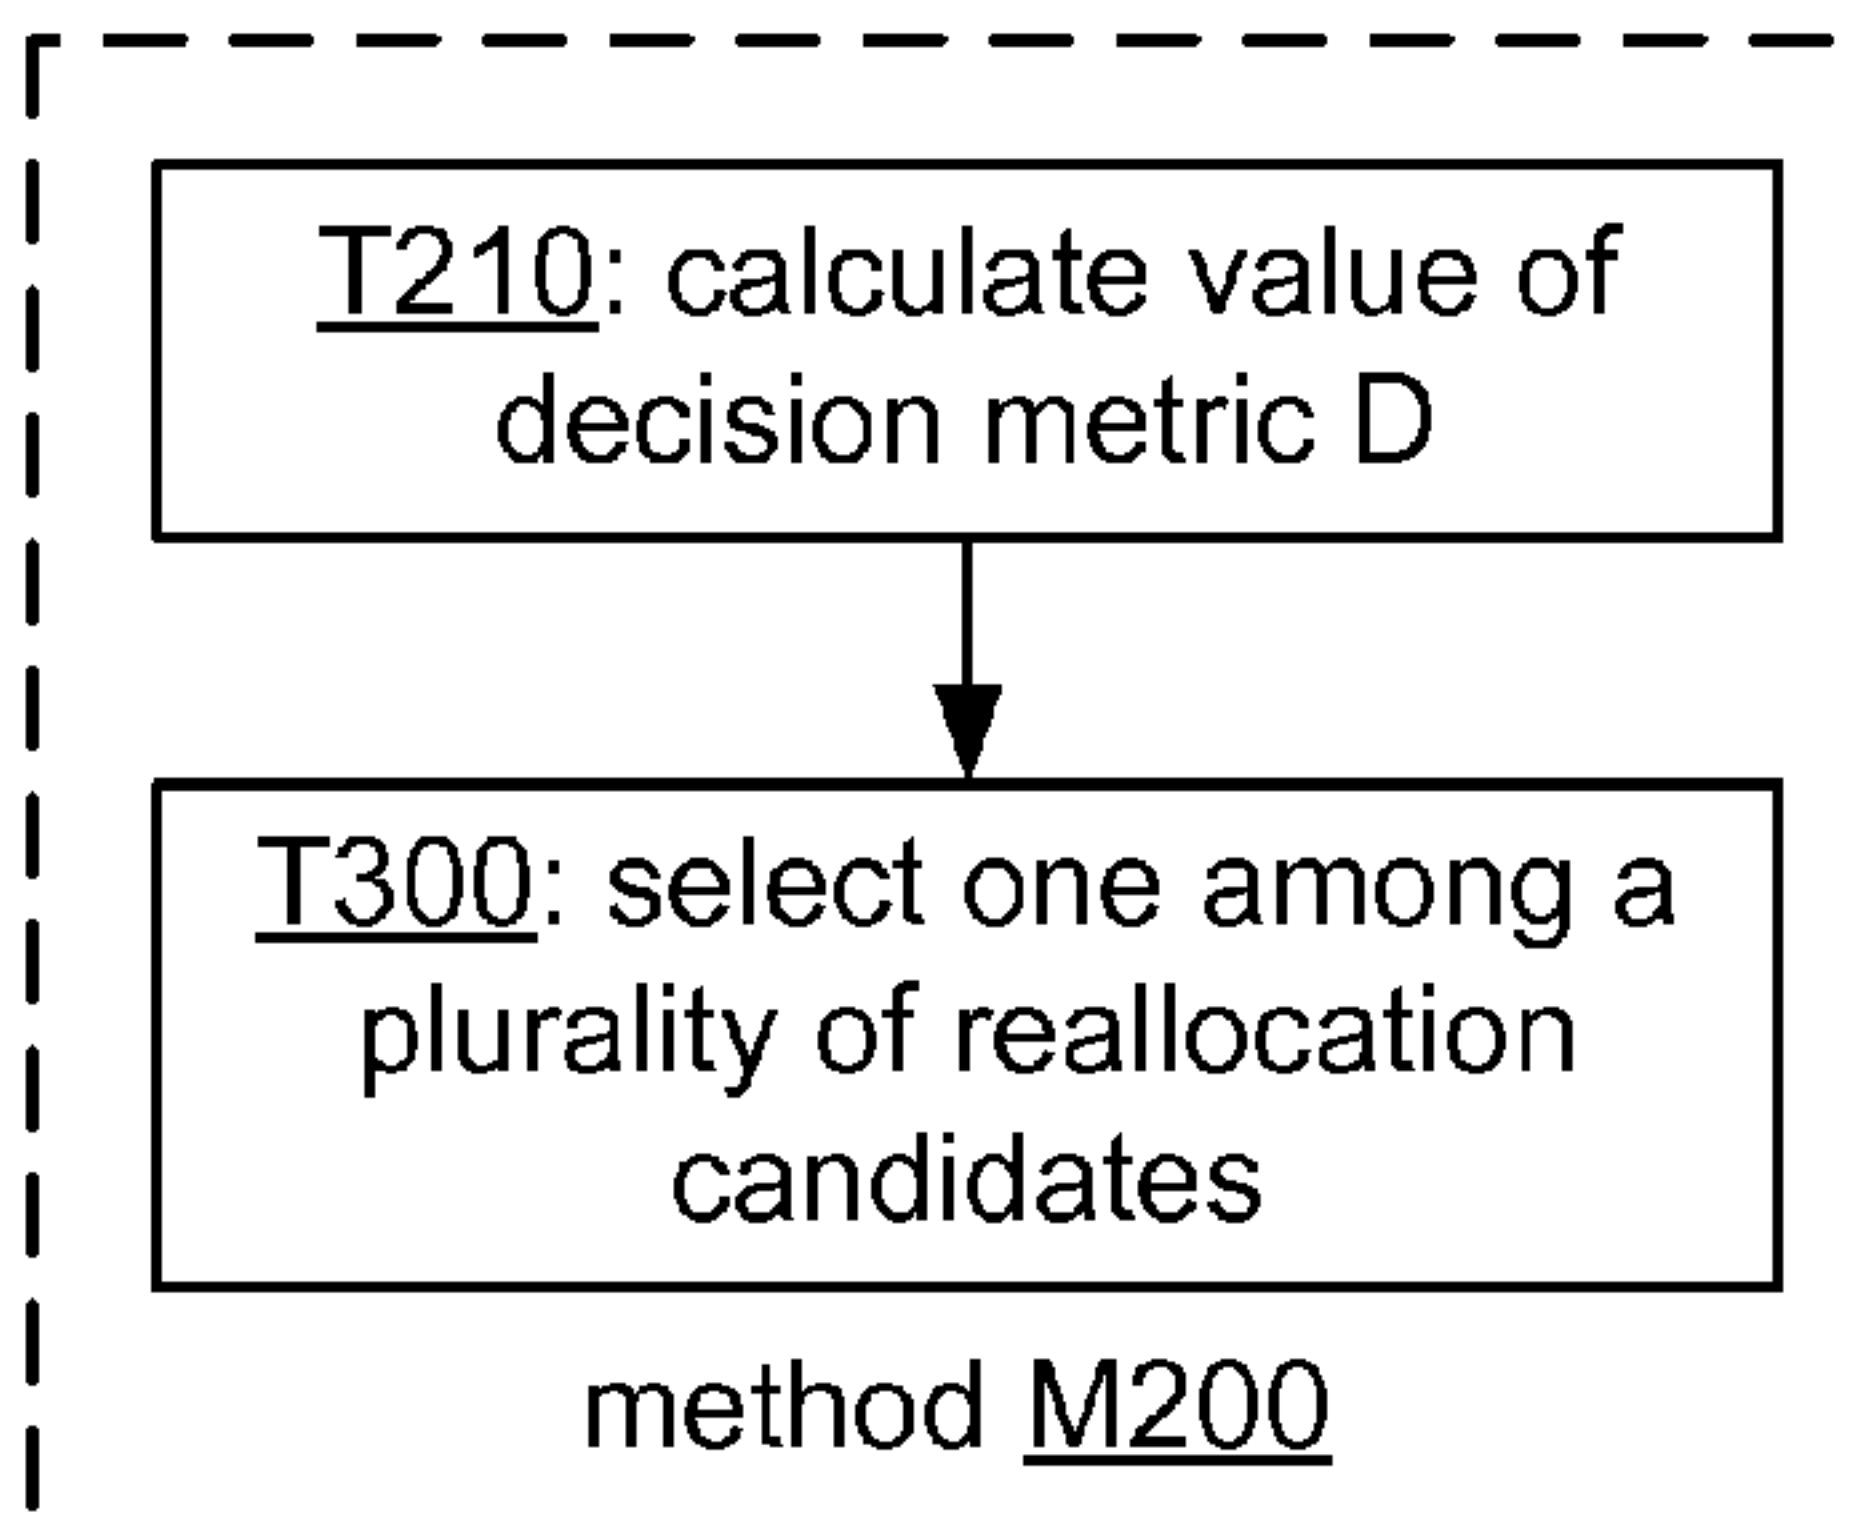 T210: calculate value of
decision metric D
T300: select one among a
plurality of reallocation
candidates
method M200